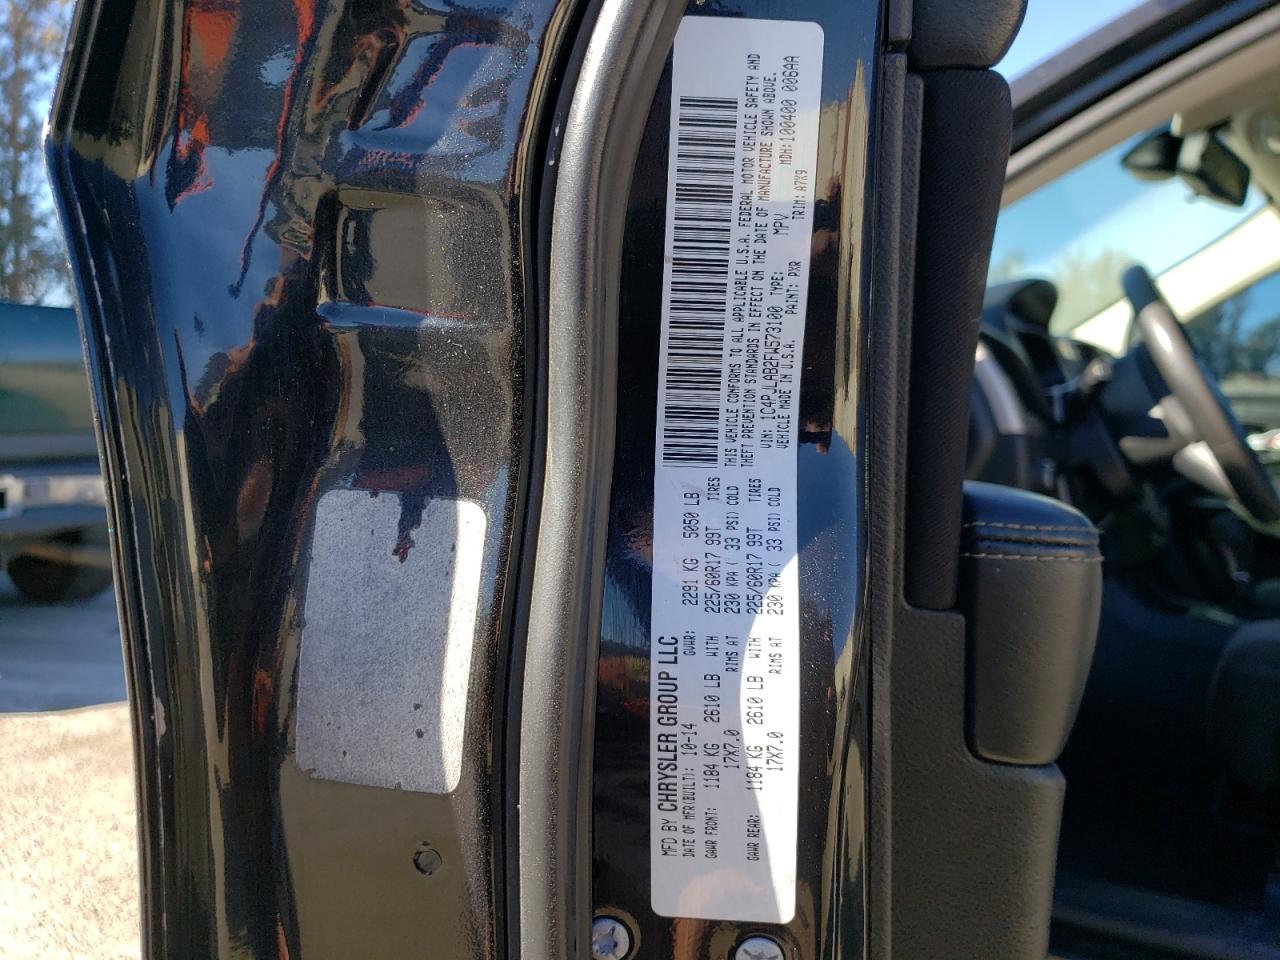 MFD BY CHRYSLER GROUP LLC
DATE OF MFR(BUILT): 10-14 GVWR: 2291 KG 5050 LB
GAWR FRONT: 1184 KG 2610 LB WITH 225/60R17 99T TIRES
17X7.0 RIMS AT 230 KPA ( 33 PSI) COLD
GAWR REAR: 1184 KG 2610 LB WITH 225/60R17 99T TIRES
17X7.0 RIMS AT 230 KPA ( 33 PSI) COLD
THIS VEHICLE CONFORMS TO ALL APPLICABLE U.S.A. FEDERAL MOTOR VEHICLE SAFETY AND
THEFT PREVENTION STANDARDS IN EFFECT ON THE DATE OF MANUFACTURE SHOWN ABOVE.
VIN: 1C4PJLAB2FW573100 TYPE: MPV MDH: 100400 006AA
VEHICLE MADE IN U.S.A. PAINT: PXR TRIM: A7X9